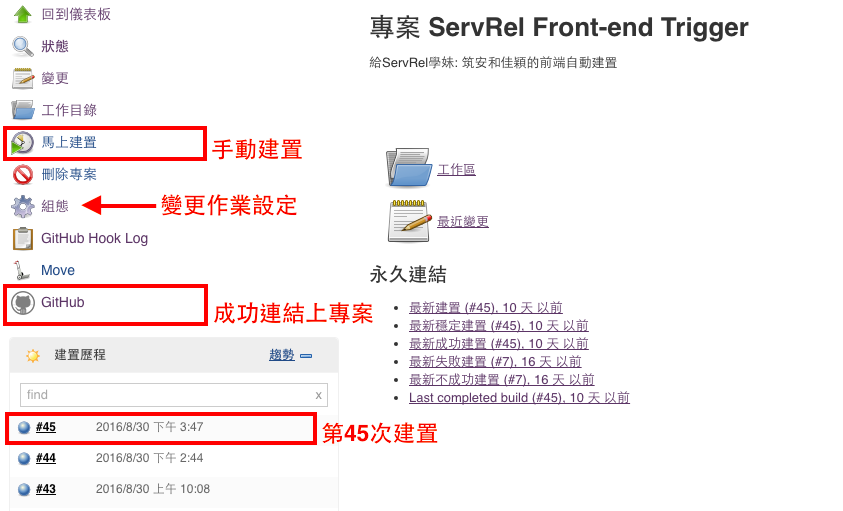 回到儀表板
狀態
變更
工作目錄
馬上建置
手動建置
刪除專案
組態
變更作業設定
GitHub Hook Log
Move
GitHub
成功連結上專案
建置歷程
趨勢
find
x
#45
2016/8/30 下午 3:47
第45次建置
#44
2016/8/30 下午 2:44
#43
2016/8/30 上午 10:08
專案 ServRel Front-end Trigger
給ServRel學妹: 筑安和佳穎的前端自動建置
工作區
最近變更
永久連結
最新建置 (#45), 10 天 以前
最新穩定建置 (#45), 10 天 以前
最新成功建置 (#45), 10 天 以前
最新失敗建置 (#7), 16 天 以前
最新不成功建置 (#7), 16 天 以前
Last completed build (#45), 10 天 以前